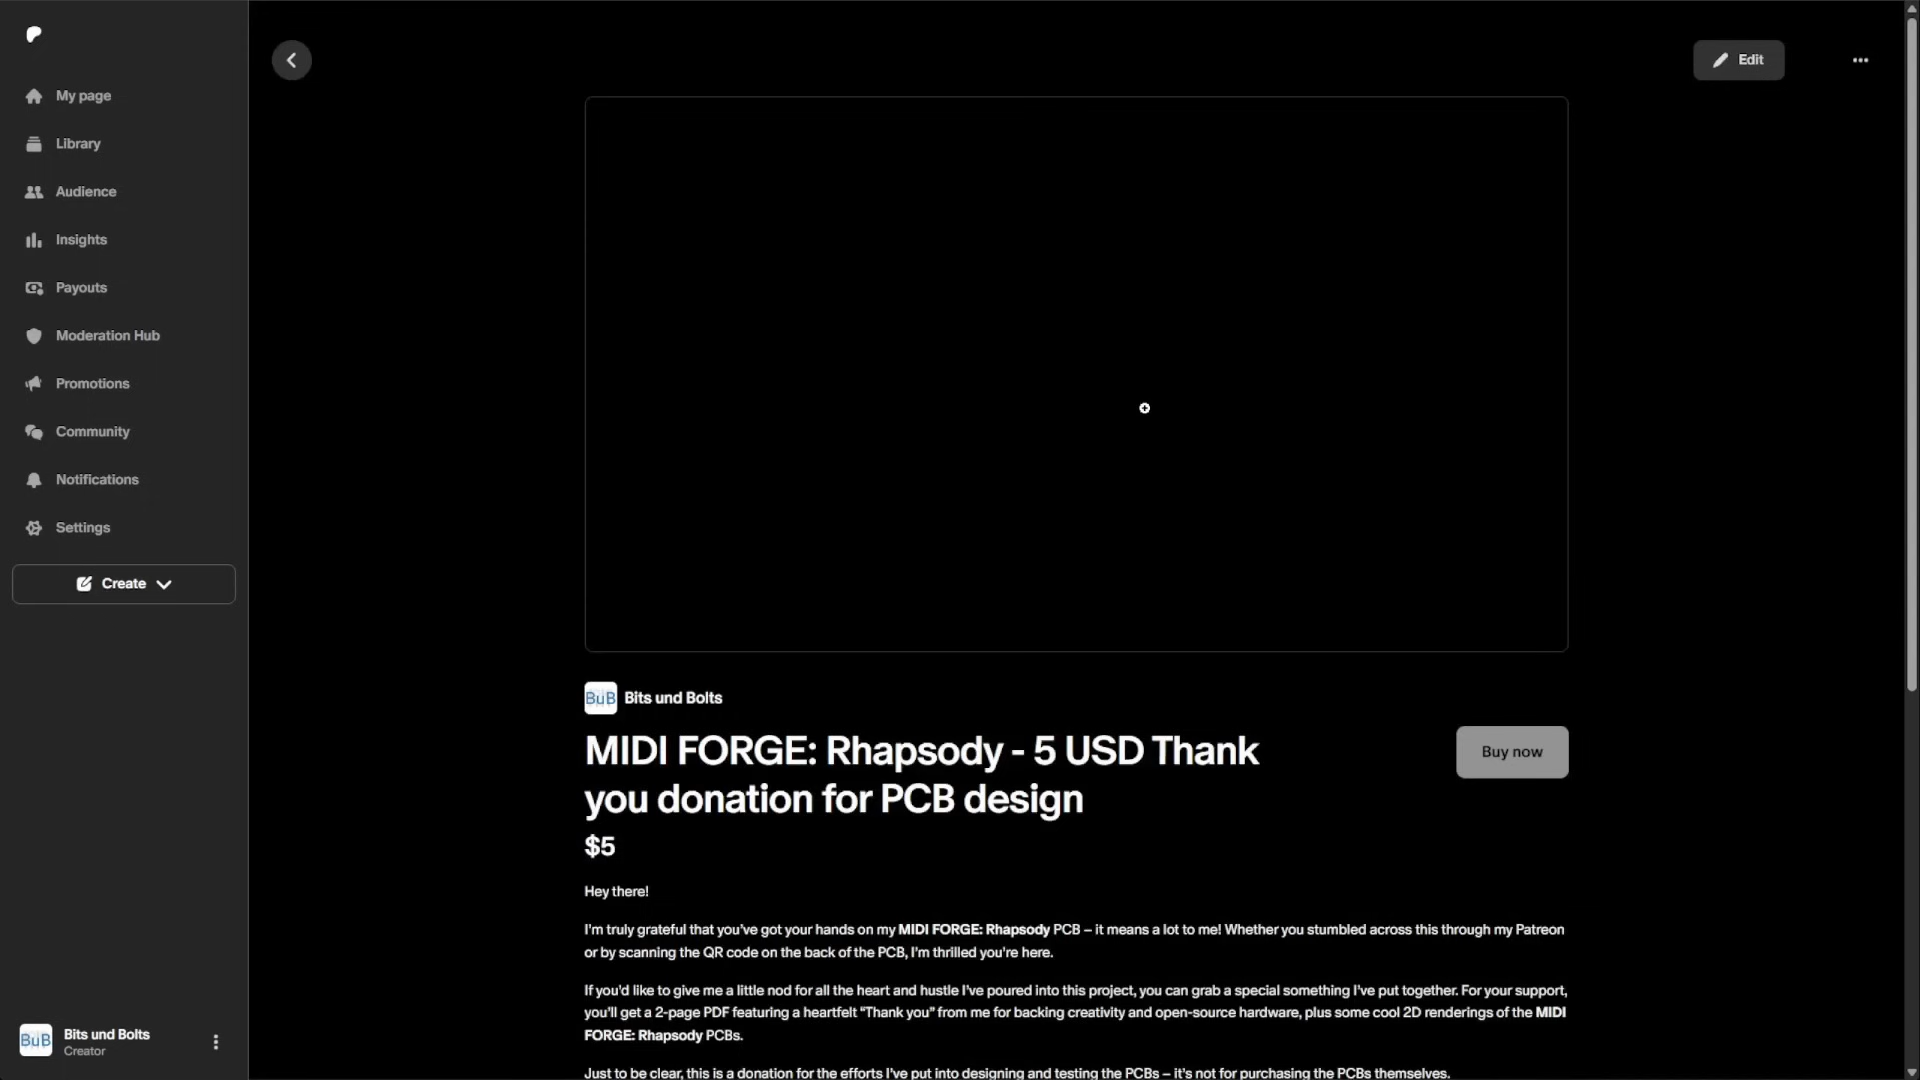 My page
Library
Audience
Insights
Payouts
Moderation Hub
Promotions
Community
Notifications
Settings
Create
BuB Bits und Bolts
Creator
Edit
BuB Bits und Bolts
MIDI FORGE: Rhapsody - 5 USD Thank
you donation for PCB design
$5
Buy now
Hey there!
I'm truly grateful that you've got your hands on my MIDI FORGE: Rhapsody PCB – it means a lot to me! Whether you stumbled across this through my Patreon
or by scanning the QR code on the back of the PCB, I'm thrilled you're here.
If you'd like to give me a little nod for all the heart and hustle I've poured into this project, you can grab a special something I've put together. For your support,
you'll get a 2-page PDF featuring a heartfelt "Thank you" from me for backing creativity and open-source hardware, plus some cool 2D renderings of the MIDI
FORGE: Rhapsody PCBs.
Just to be clear, this is a donation for the efforts I've put into designing and testing the PCBs – it's not for purchasing the PCBs themselves.